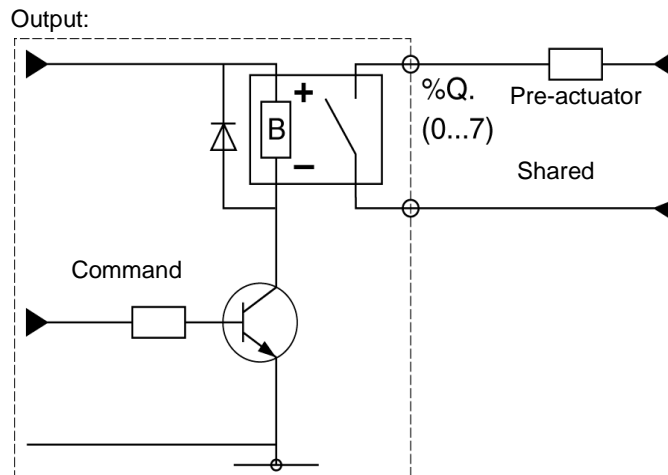 Output:
+
%Q.
(0...7)
Pre-actuator
B
–
Shared
Command